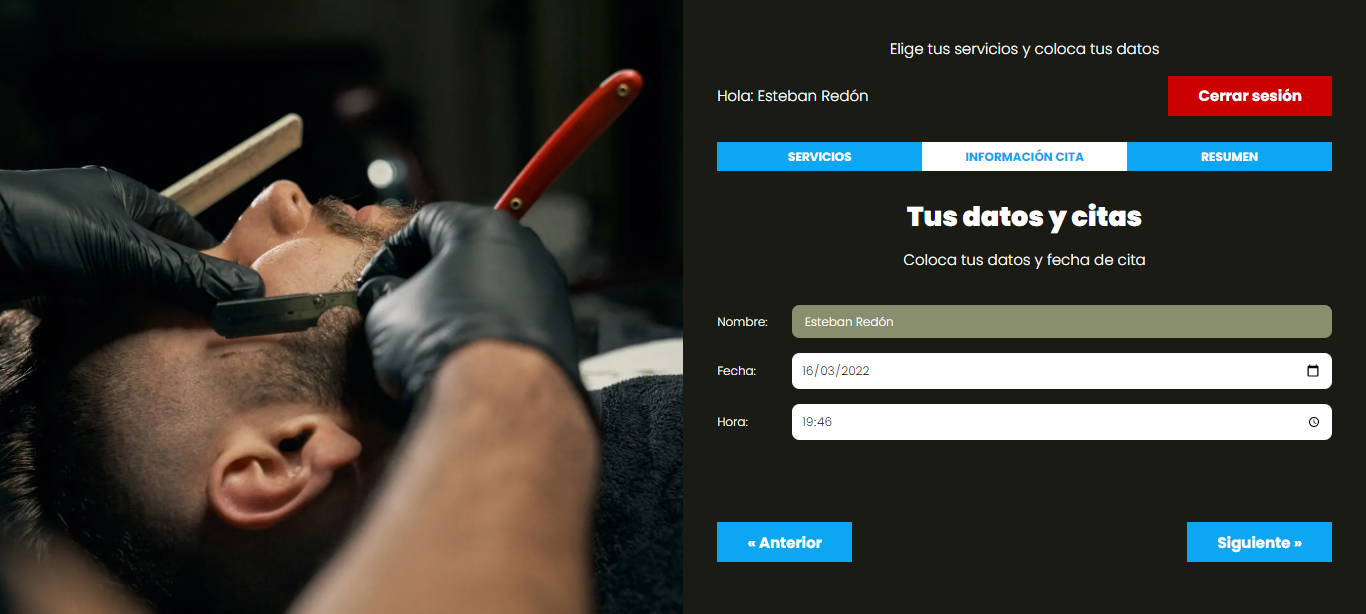 Elige tus servicios y coloca tus datos
Hola: Esteban Redón
Cerrar sesión
SERVICIOS
INFORMACIÓN CITA
RESUMEN
Tus datos y citas
Coloca tus datos y fecha de cita
Nombre: Esteban Redón
Fecha: 16/03/2022
Hora: 19:46
« Anterior
Siguiente »